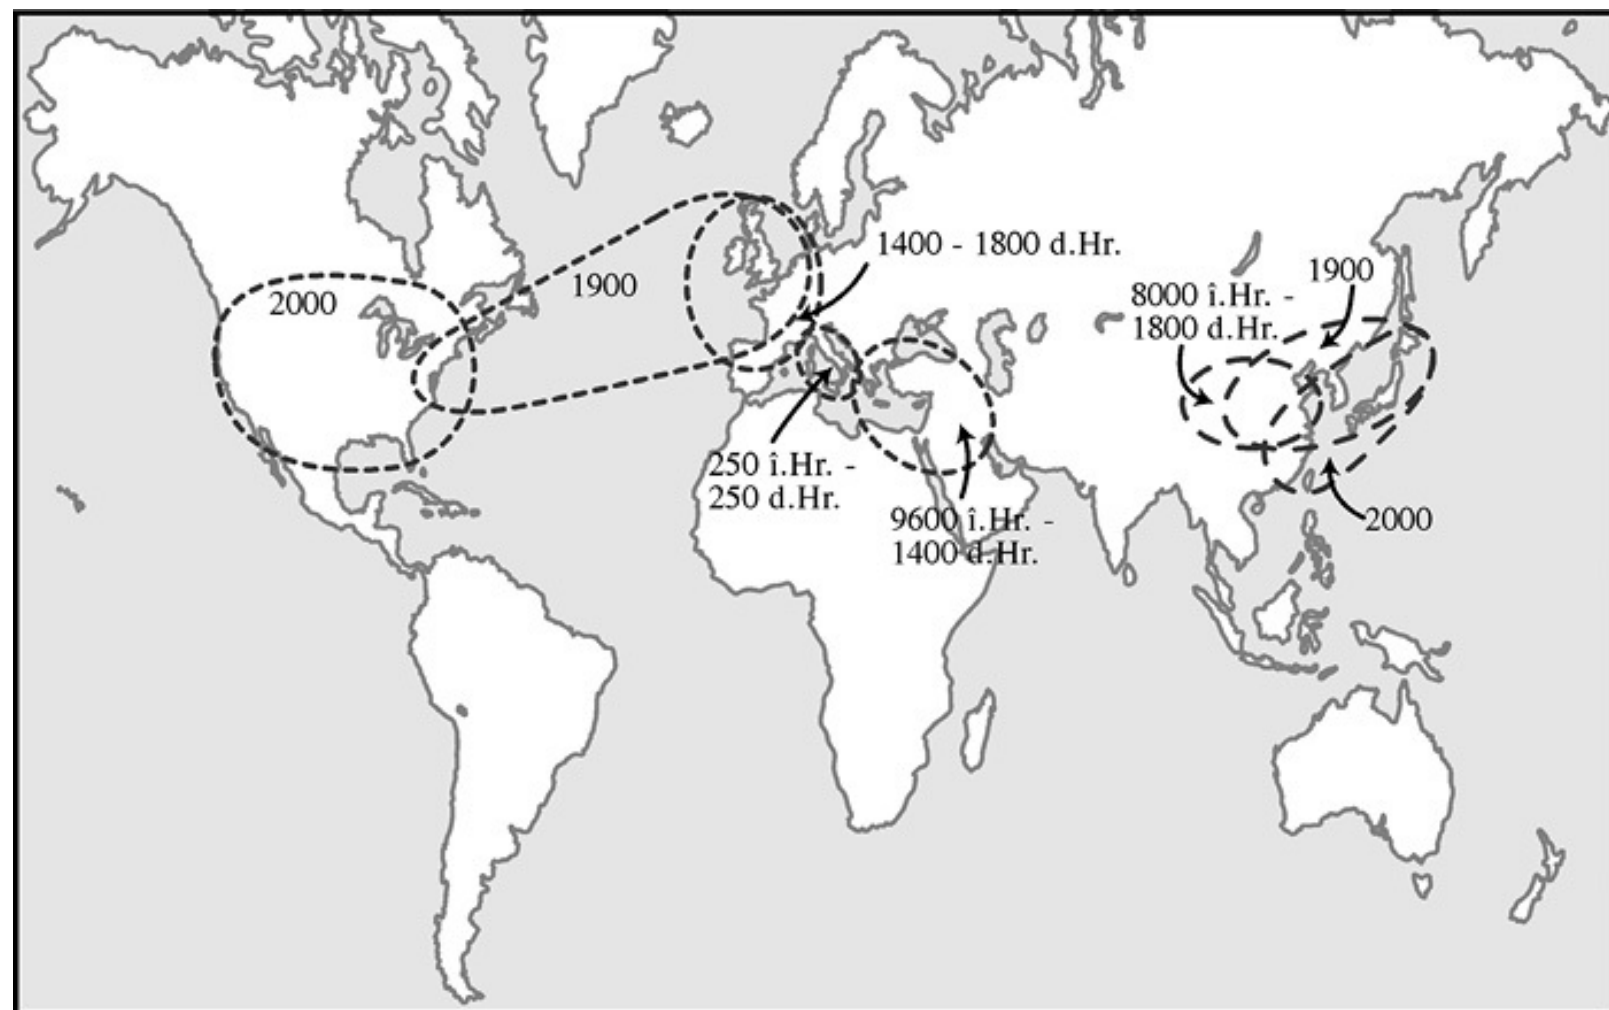 1400 - 1800 d.Hr.
1900
8000 î.Hr. -
1800 d.Hr.
1900
2000
250 î.Hr. -
250 d.Hr.
9600 î.Hr. -
1400 d.Hr.
2000